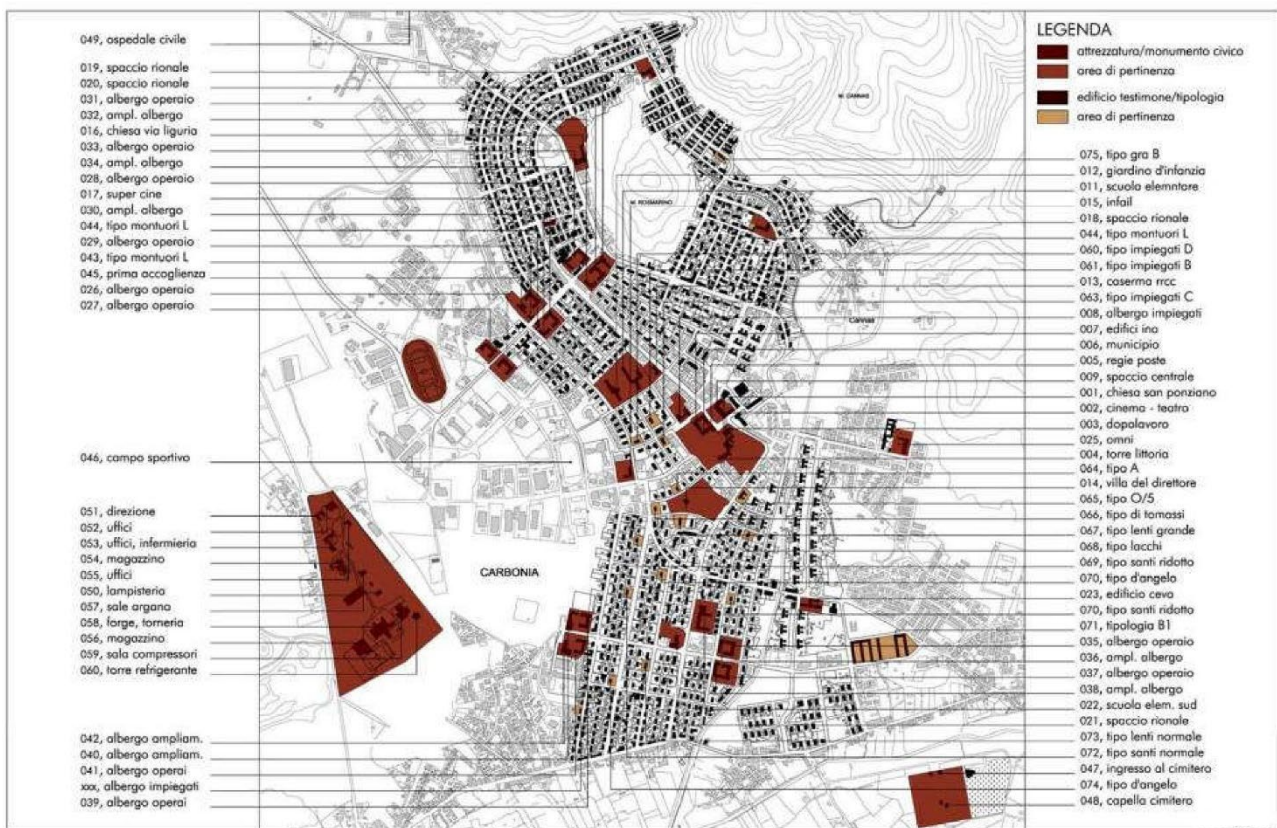 049, ospedale civile
019, spaccio rionale
020, spaccio rionale
031, albergo operaio
032, ampl. albergo
016, chiesa via liguria
033, albergo operaio
034, ampl. albergo
028, albergo operaio
017, super cine
030, ampl. albergo
044, tipo montuori L
029, albergo operaio
043, tipo montuori L
045, prima accoglienza
026, albergo operaio
027, albergo operaio
046, campo sportivo
051, direzione
052, uffici
053, uffici, infermieria
054, magazzino
055, uffici
050, lampisteria
057, sale argano
058, forge, torneria
056, magazzino
059, sala compressori
060, torre refrigerante
042, albergo ampliam.
040, albergo ampliam.
041, albergo operai
xxx, albergo impiegati
039, albergo operai
M. CANNAS
M. ROSMARINO
Cannas
CARBONIA
LEGENDA
attrezzatura/monumento civico
area di pertinenza
edificio testimone/tipologia
area di pertinenza
075, tipo gra B
012, giardino d'infanzia
011, scuola elemntare
015, infail
018, spaccio rionale
044, tipo montuori L
060, tipo impiegati D
061, tipo impiegati B
013, caserma rrcc
063, tipo impiegati C
008, albergo impiegati
007, edifici ina
006, municipio
005, regie poste
009, spaccio centrale
001, chiesa san ponziano
002, cinema - teatro
003, dopolavoro
025, omni
004, torre littoria
064, tipo A
014, villa del direttore
065, tipo O/5
066, tipo di tomassi
067, tipo lenti grande
068, tipo lacchi
069, tipo santi ridotto
070, tipo d'angelo
023, edificio ceva
070, tipo santi ridotto
071, tipologia B1
035, albergo operaio
036, ampl. albergo
037, albergo operaio
038, ampl. albergo
022, scuola elem. sud
021, spaccio rionale
073, tipo lenti normale
072, tipo santi normale
047, ingresso al cimitero
074, tipo d'angelo
048, capella cimitero